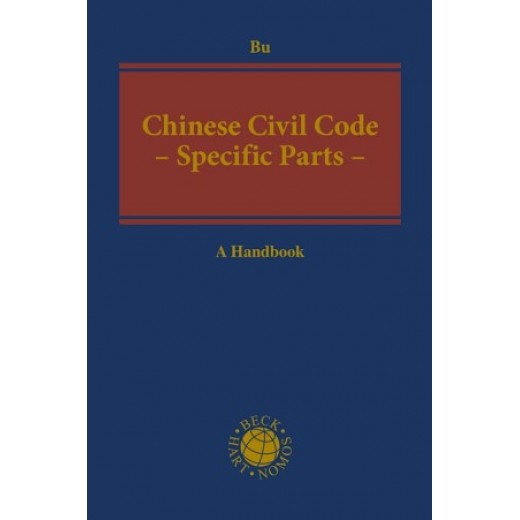 Bu
Chinese Civil Code
– Specific Parts –
A Handbook
BECK • HART • NOMOS